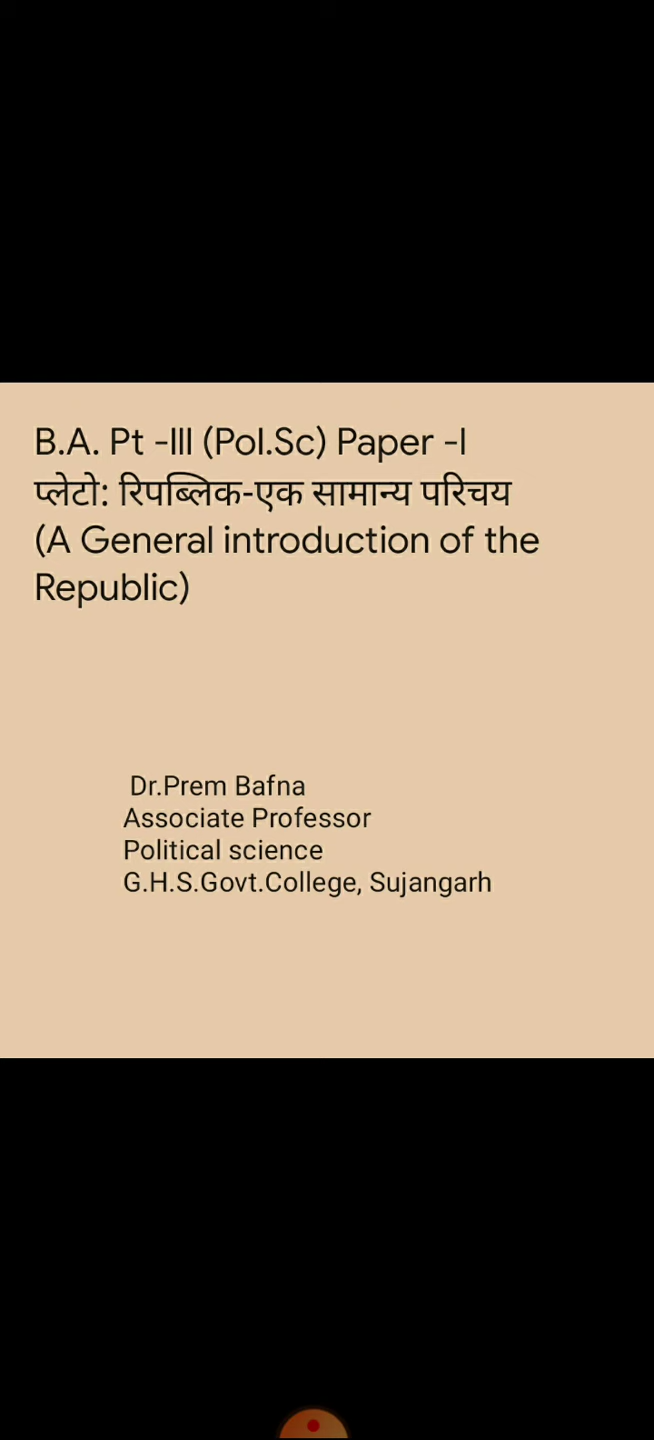 B.A. Pt -III (Pol.Sc) Paper -I
प्लेटो: रिपब्लिक-एक सामान्य परिचय
(A General introduction of the
Republic)
Dr.Prem Bafna
Associate Professor
Political science
G.H.S.Govt.College, Sujangarh